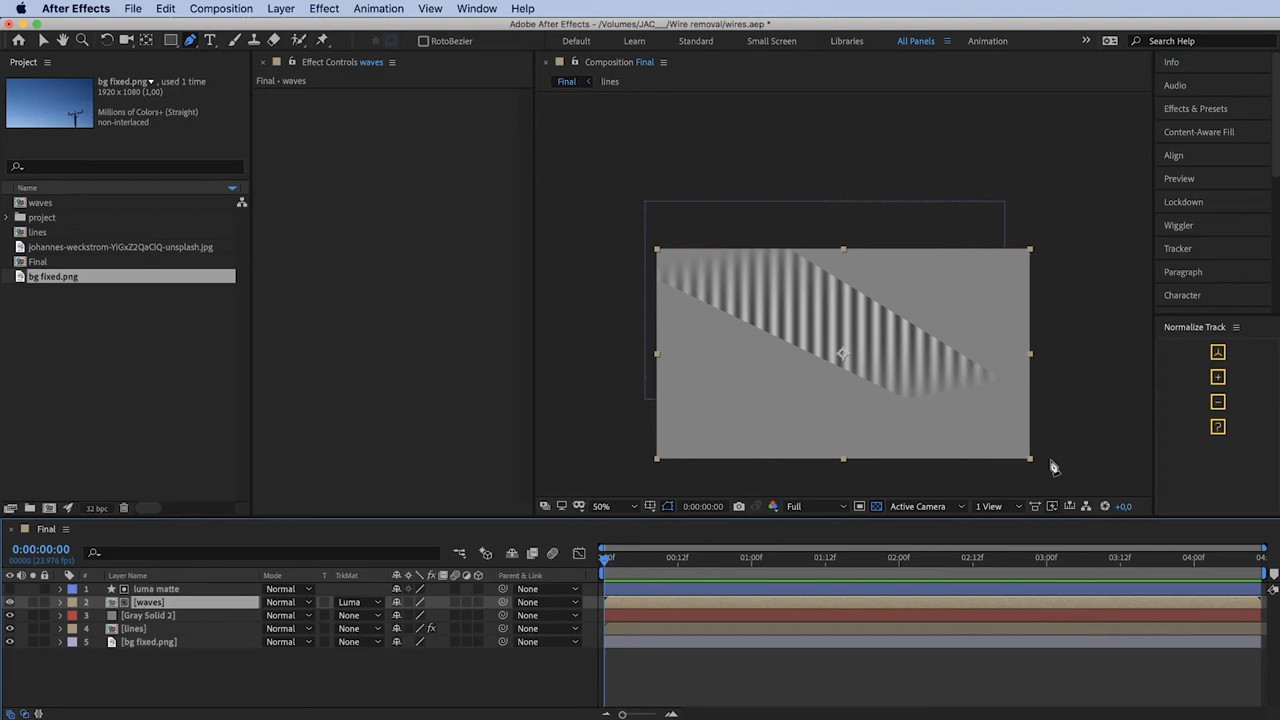 After Effects File Edit Composition Layer Effect Animation View Window Help
Adobe After Effects - /Volumes/JAC___/Wire removal/wires.aep *
RotoBezier
Default Learn Standard Small Screen Libraries All Panels Animation
Search Help
Project
Effect Controls waves
Composition Final
Info
bg fixed.png , used 1 time
1920 x 1080 (1,00)
Millions of Colors+ (Straight)
non-interlaced
Final - waves
Final lines
Audio
Effects & Presets
Content-Aware Fill
Align
Preview
Lockdown
Wiggler
Tracker
Paragraph
Character
Normalize Track
Name
waves
project
lines
johannes-weckstrom-YiGxZ2QaClQ-unsplash.jpg
Final
bg fixed.png
32 bpc
50% 0:00:00:00 Full Active Camera 1 View +0,0
Final
0:00:00:00
00000 (23.976 fps)
00:12f 01:00f 01:12f 02:00f 02:12f 03:00f 03:12f 04:00f
# Layer Name Mode T TrkMat Parent & Link
1 luma matte Normal None
2 [waves] Normal Luma None
3 [Gray Solid 2] Normal None None
4 [lines] Normal None fx None
5 [bg fixed.png] Normal None None